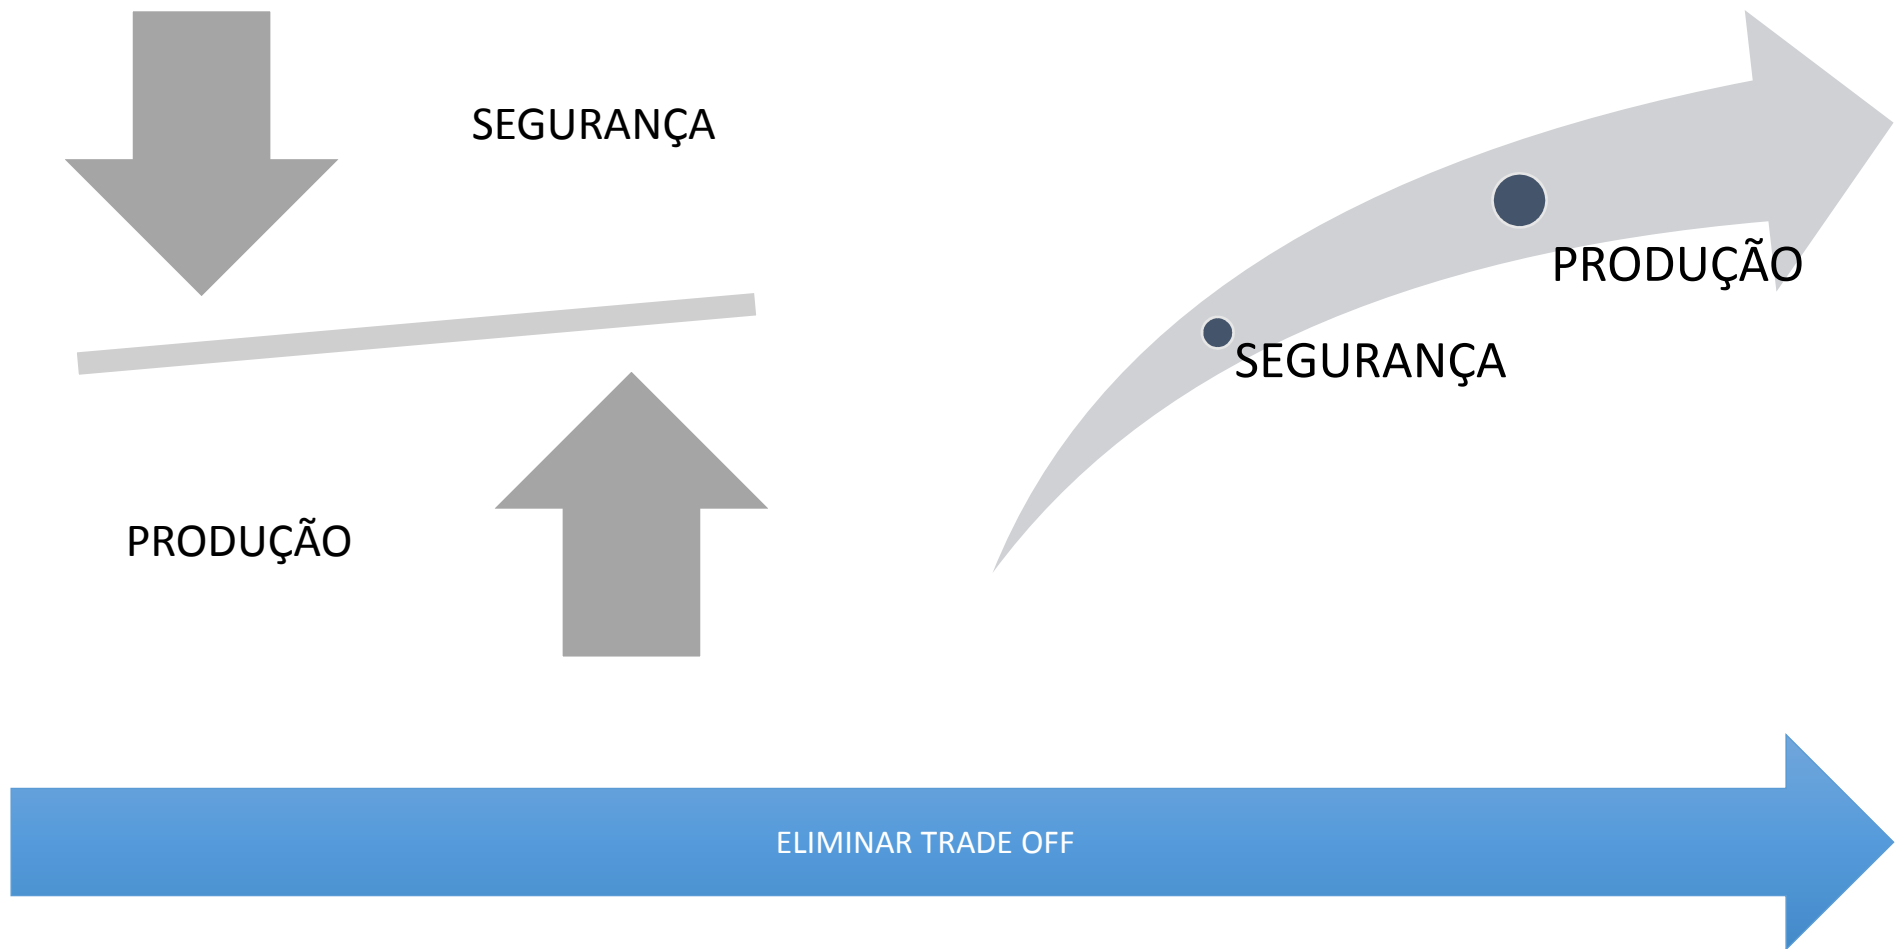 SEGURANÇA
PRODUÇÃO
PRODUÇÃO
SEGURANÇA
ELIMINAR TRADE OFF